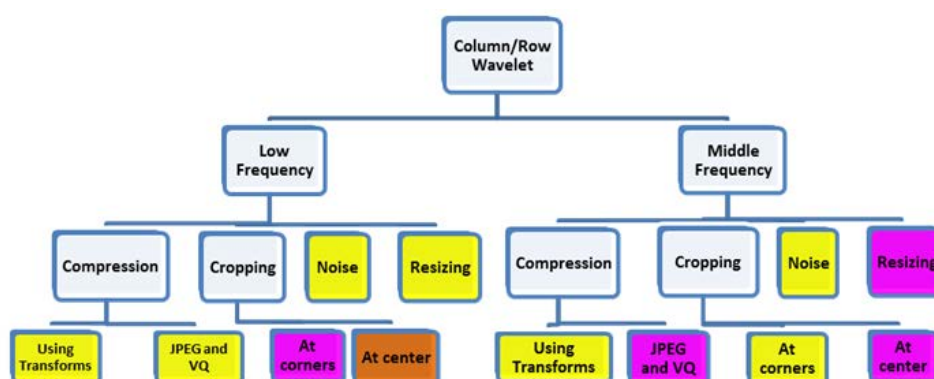 Column/Row
Wavelet
Low
Frequency
Middle
Frequency
Compression
Cropping
Noise
Resizing
Compression
Cropping
Noise
Resizing
Using
Transforms
JPEG and
VQ
At
corners
At center
Using
Transforms
JPEG
and VQ
At
corners
At
center